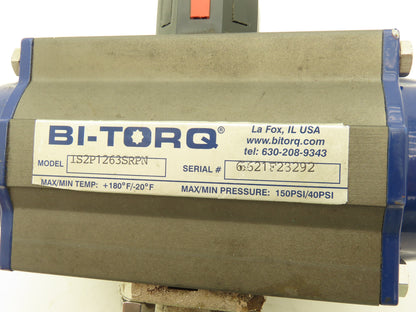 BI-TORQ®
La Fox, IL USA
www.bitorq.com
tel: 630-208-9343
MODEL IS2P1263SRPN
SERIAL # G621F23292
MAX/MIN TEMP: +180°F/-20°F
MAX/MIN PRESSURE: 150PSI/40PSI